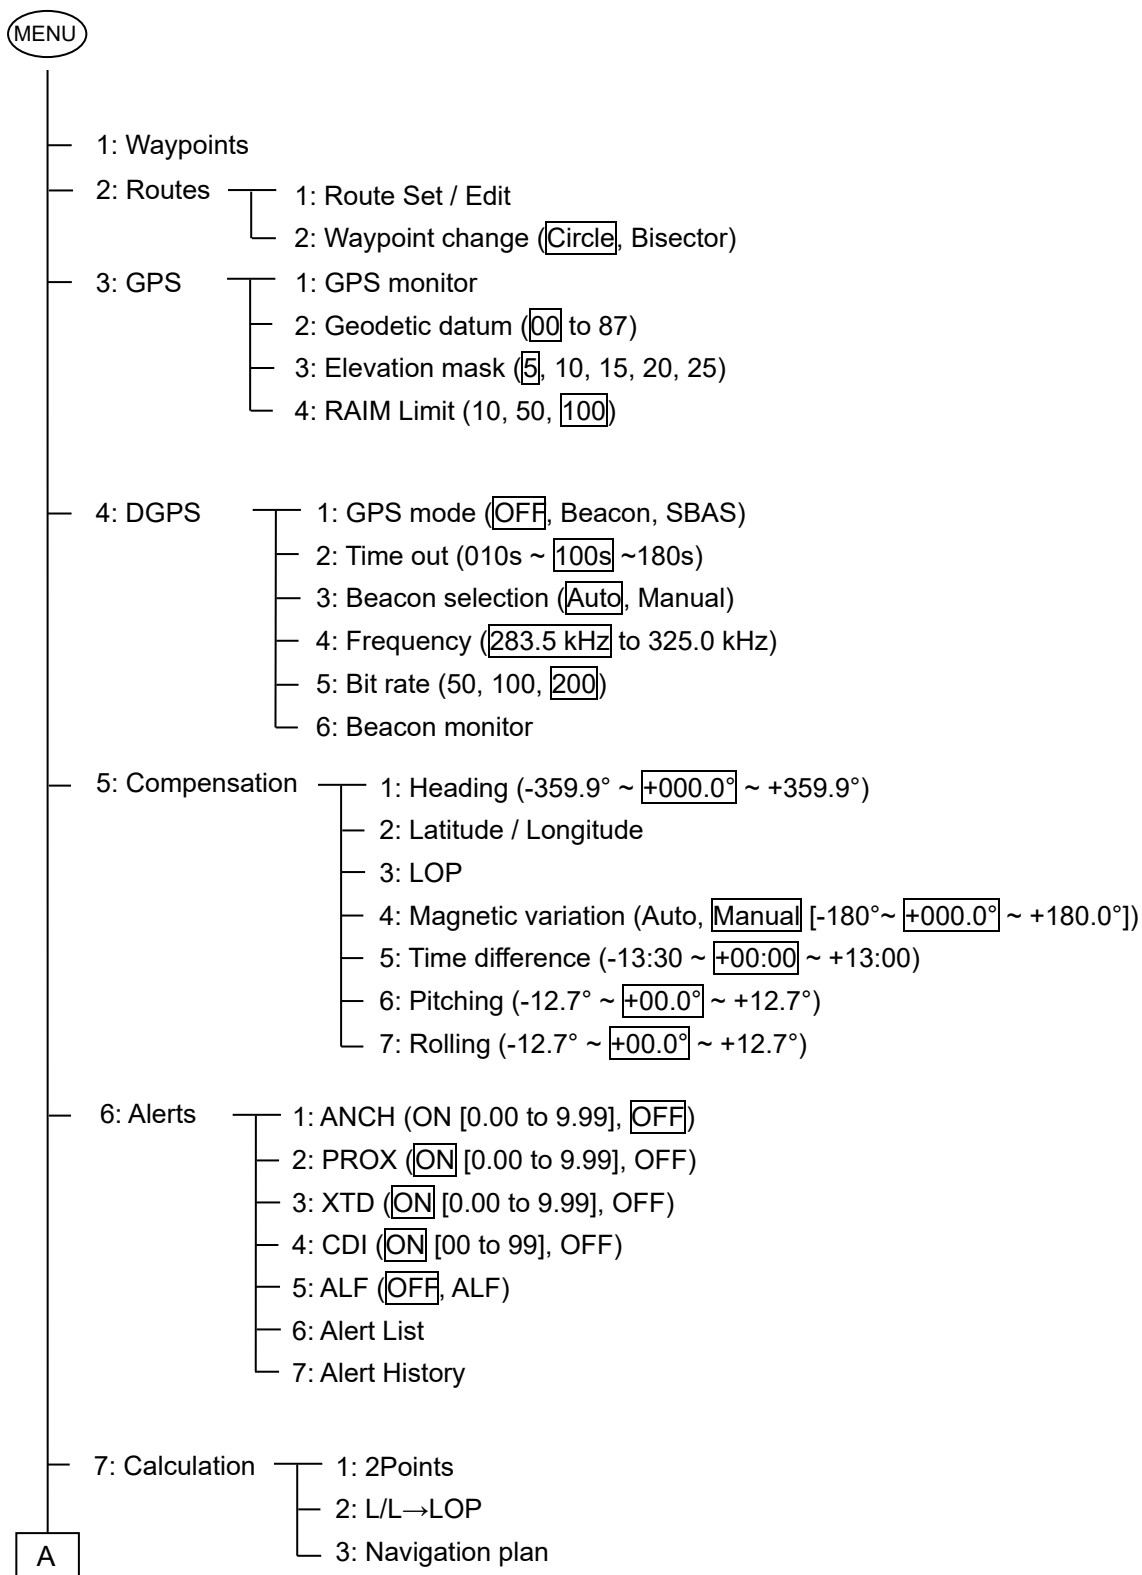 MENU
1: Waypoints
2: Routes
1: Route Set / Edit
2: Waypoint change (Circle, Bisector)
3: GPS
1: GPS monitor
2: Geodetic datum (00 to 87)
3: Elevation mask (5, 10, 15, 20, 25)
4: RAIM Limit (10, 50, 100)
4: DGPS
1: GPS mode (OFF, Beacon, SBAS)
2: Time out (010s ~ 100s ~180s)
3: Beacon selection (Auto, Manual)
4: Frequency (283.5 kHz to 325.0 kHz)
5: Bit rate (50, 100, 200)
6: Beacon monitor
5: Compensation
1: Heading (-359.9° ~ +000.0° ~ +359.9°)
2: Latitude / Longitude
3: LOP
4: Magnetic variation (Auto, Manual [-180°~ +000.0° ~ +180.0°])
5: Time difference (-13:30 ~ +00:00 ~ +13:00)
6: Pitching (-12.7° ~ +00.0° ~ +12.7°)
7: Rolling (-12.7° ~ +00.0° ~ +12.7°)
6: Alerts
1: ANCH (ON [0.00 to 9.99], OFF)
2: PROX (ON [0.00 to 9.99], OFF)
3: XTD (ON [0.00 to 9.99], OFF)
4: CDI (ON [00 to 99], OFF)
5: ALF (OFF, ALF)
6: Alert List
7: Alert History
7: Calculation
1: 2Points
2: L/L→LOP
3: Navigation plan
A